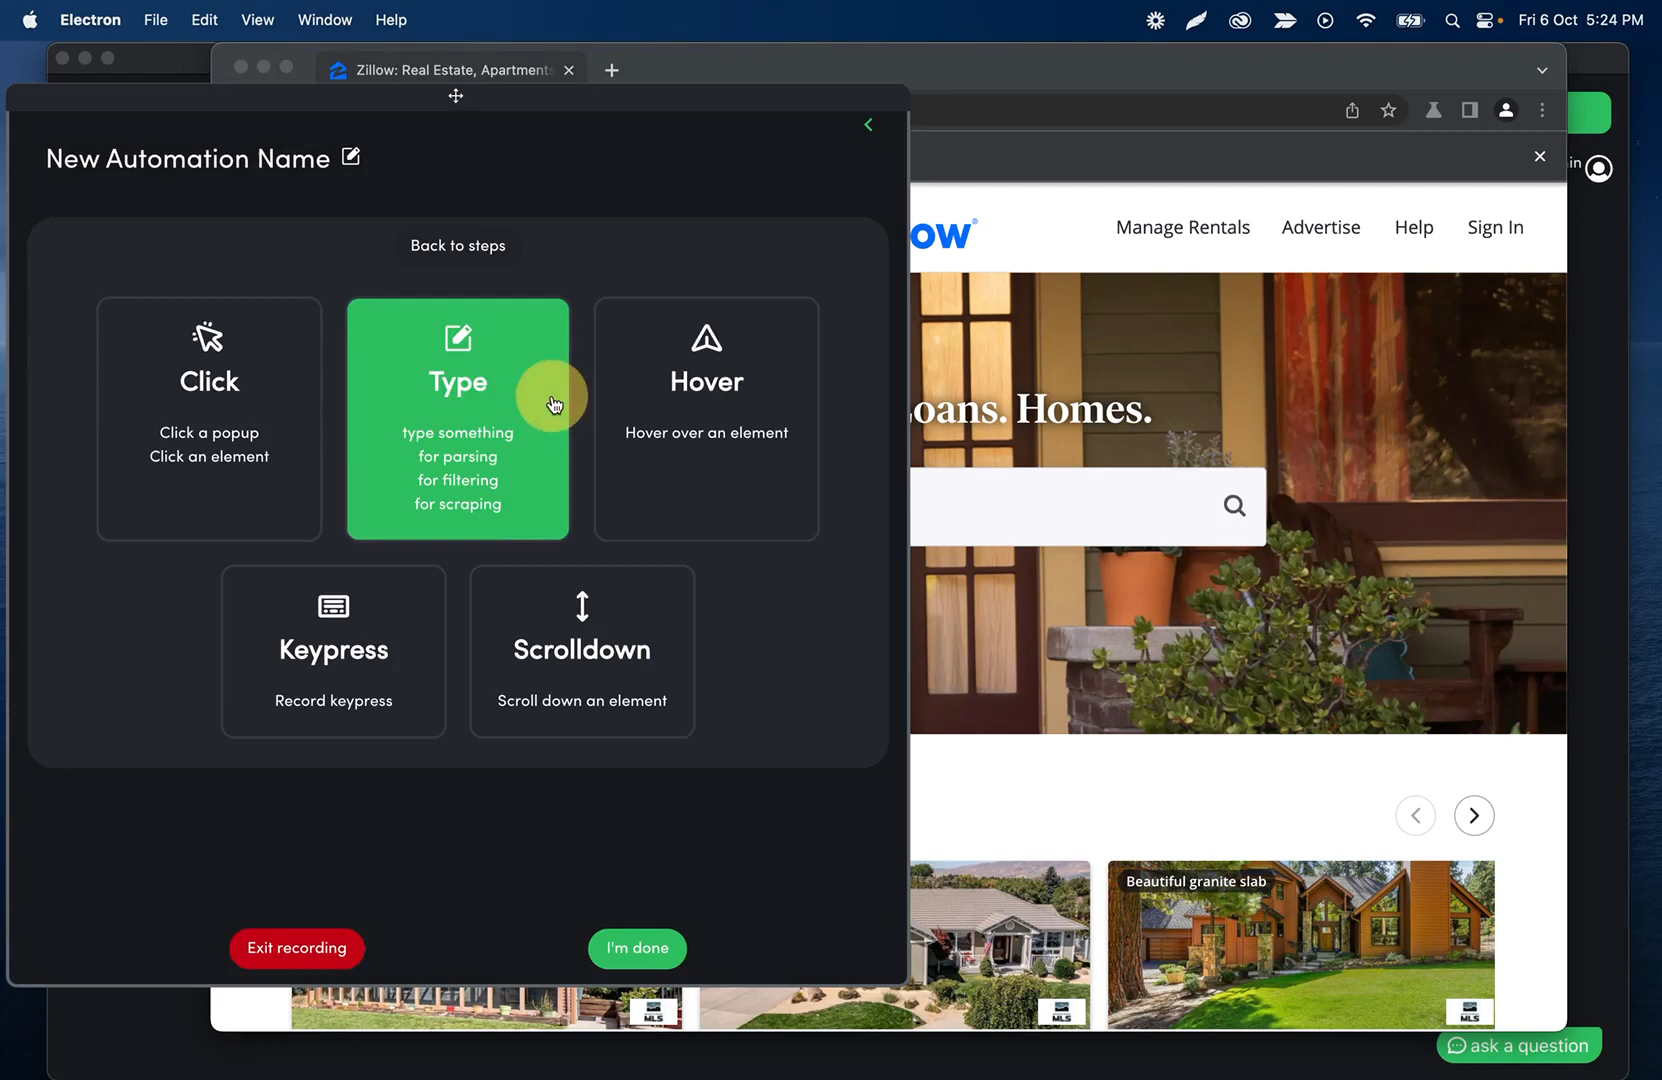 Electron File Edit View Window Help
Fri 6 Oct 5:24 PM
Zillow: Real Estate, Apartments
New Automation Name
in
Back to steps
Manage Rentals Advertise Help Sign In
ow
Click
Click a popup
Click an element
Type
type something
for parsing
for filtering
for scraping
Hover
Hover over an element
oans. Homes.
Keypress
Record keypress
Scrolldown
Scroll down an element
Beautiful granite slab
Exit recording
I'm done
MLS
MLS
MLS
ask a question